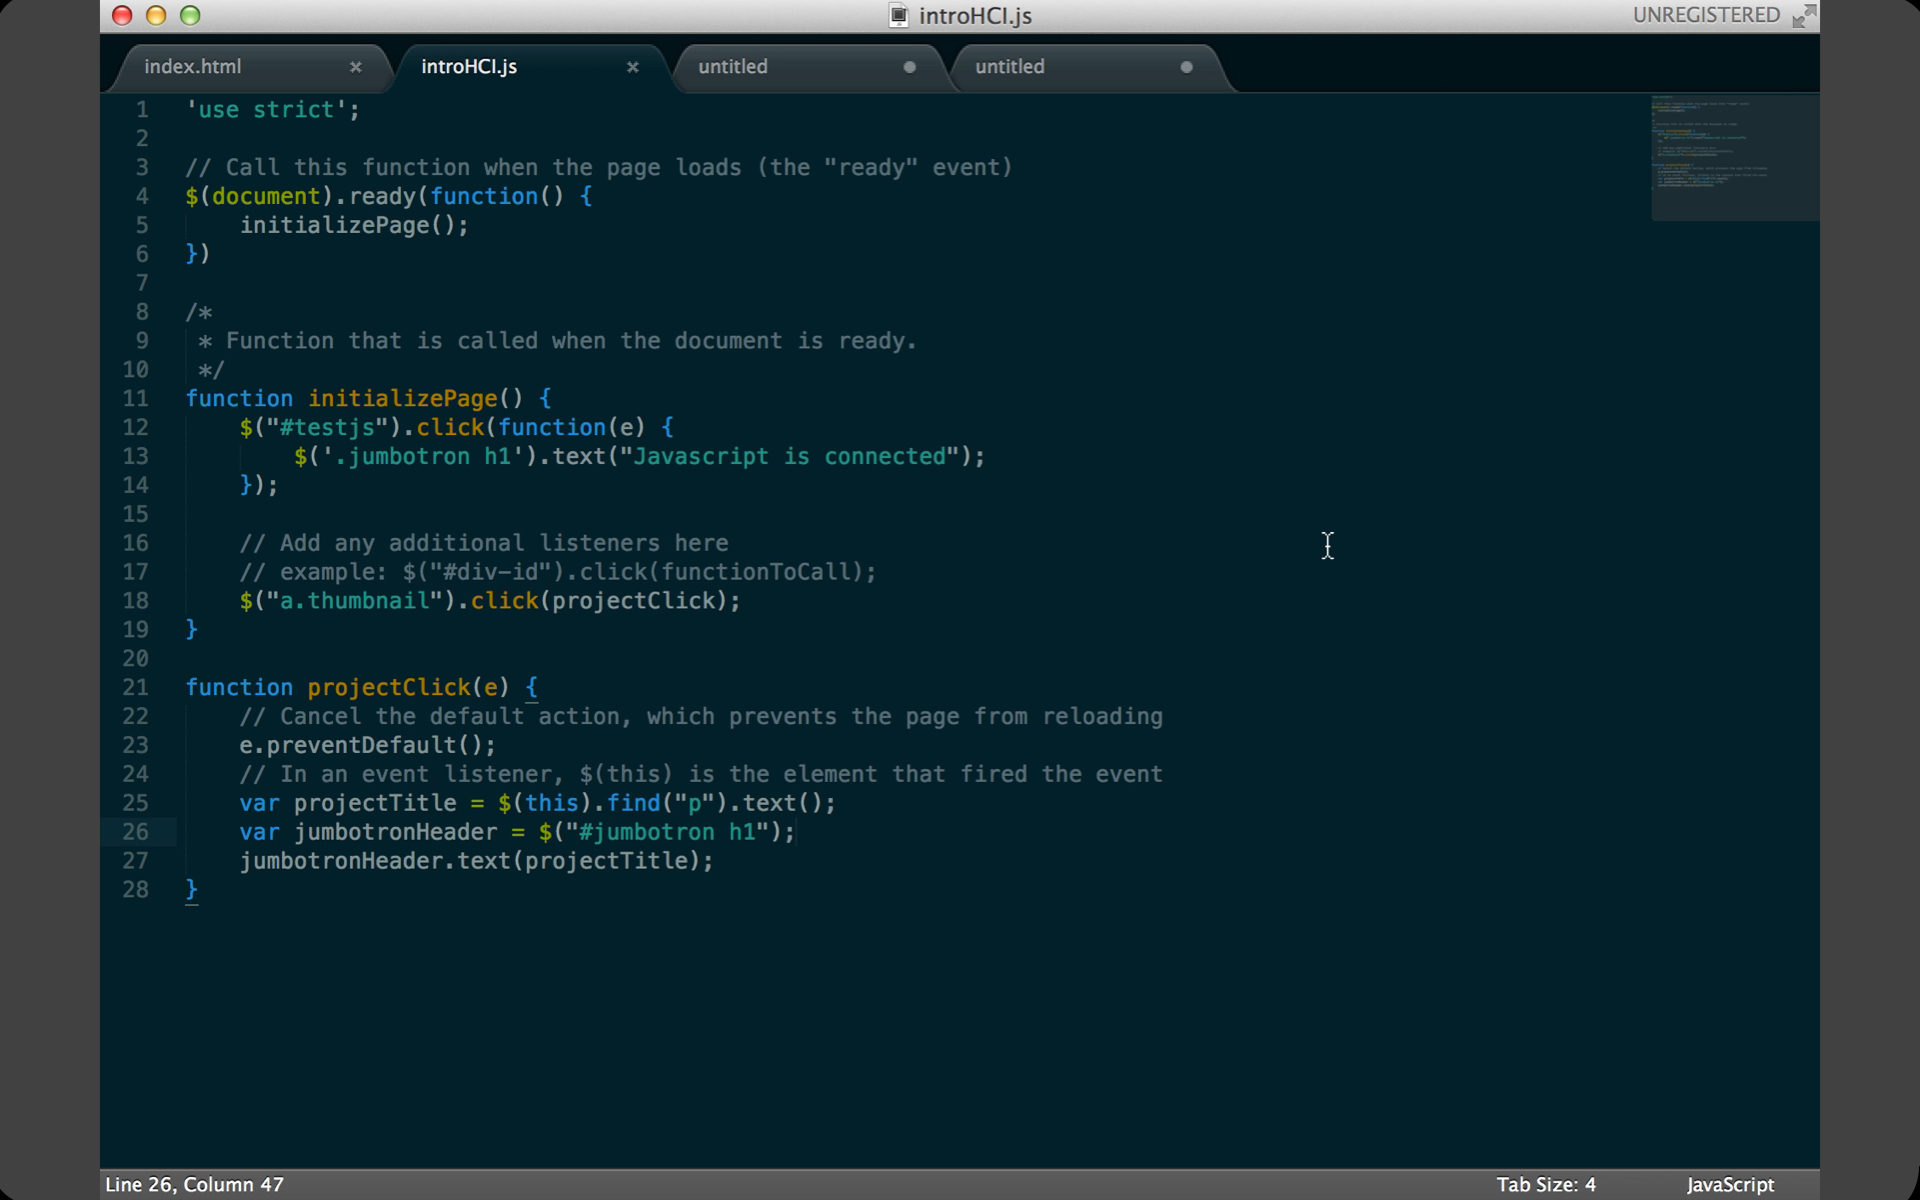 introHCI.js
UNREGISTERED
index.html × introHCI.js × untitled untitled
1 'use strict';
2
3 // Call this function when the page loads (the "ready" event)
4 $(document).ready(function() {
5     initializePage();
6 })
7
8 /*
9  * Function that is called when the document is ready.
10  */
11 function initializePage() {
12     $("#testjs").click(function(e) {
13         $('.jumbotron h1').text("Javascript is connected");
14     });
15
16     // Add any additional listeners here
17     // example: $("#div-id").click(functionToCall);
18     $("a.thumbnail").click(projectClick);
19 }
20
21 function projectClick(e) {
22     // Cancel the default action, which prevents the page from reloading
23     e.preventDefault();
24     // In an event listener, $(this) is the element that fired the event
25     var projectTitle = $(this).find("p").text();
26     var jumbotronHeader = $("#jumbotron h1");
27     jumbotronHeader.text(projectTitle);
28 }
Line 26, Column 47
Tab Size: 4
JavaScript